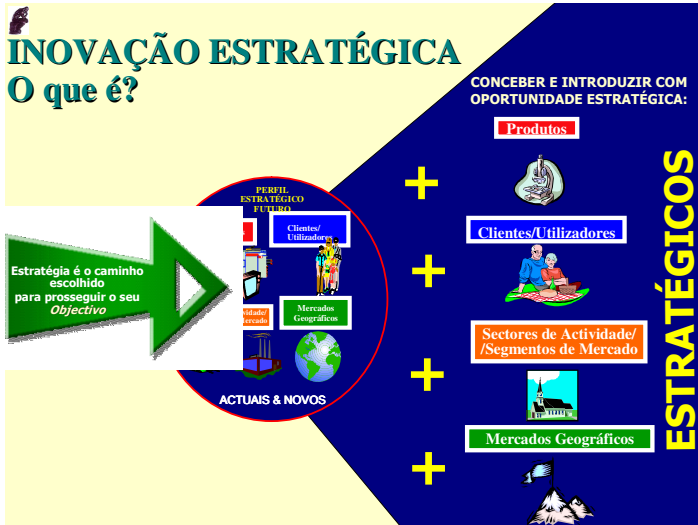 INOVAÇÃO ESTRATÉGICA
O que é?
CONCEBER E INTRODUZIR COM
OPORTUNIDADE ESTRATÉGICA:
Produtos
+
PERFIL
ESTRATÉGICO
FUTURO
Clientes/
Utilizadores
Clientes/Utilizadores
+
Estratégia é o caminho
escolhido
para prosseguir o seu
Objectivo
Mercados
Geográficos
Sectores de Actividade/
/Segmentos de Mercado
+
ACTUAIS & NOVOS
Mercados Geográficos
+
ESTRATÉGICOS